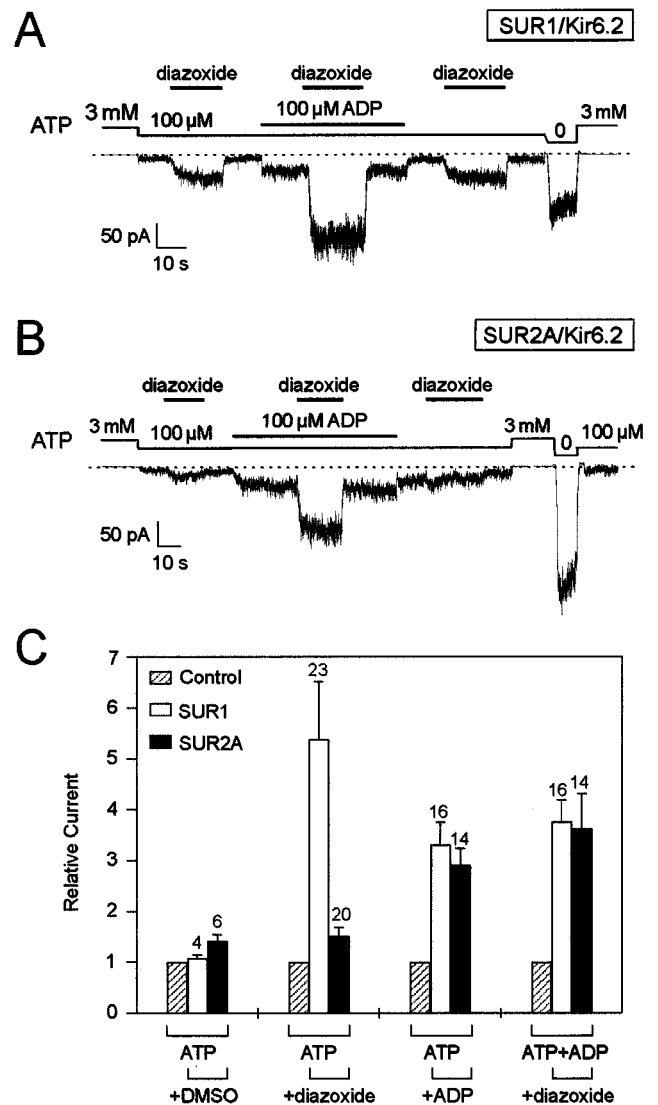 A
SUR1/Kir6.2
diazoxide diazoxide diazoxide
100 µM ADP
ATP 3 mM 100 µM 0 3 mM
50 pA
10 s
B
SUR2A/Kir6.2
diazoxide diazoxide diazoxide
100 µM ADP
ATP 3 mM 100 µM 3 mM 0 100 µM
50 pA
10 s
C
7
6
5
4
3
2
1
0
Relative Current
Control
SUR1
SUR2A
4 6
23 20
16 14
16 14
ATP ATP ATP ATP+ADP
+DMSO +diazoxide +ADP +diazoxide